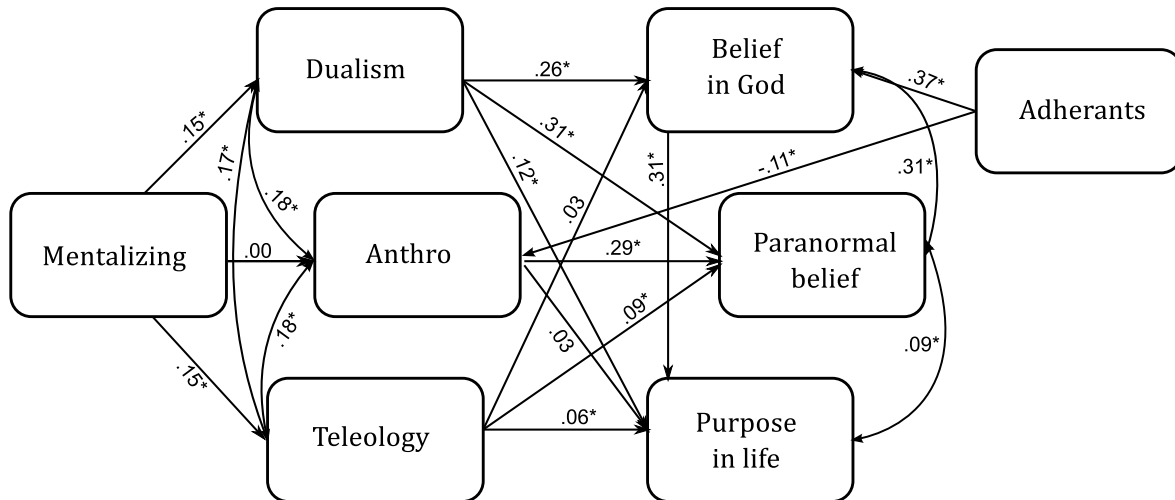 Dualism
Belief
in God
Adherants
Mentalizing
Anthro
Paranormal
belief
Teleology
Purpose
in life
.15*
.17*
.18*
.00
.18*
.15*
.26*
.31*
.12*
.03
.31*
-.11*
.37*
.31*
.29*
.09*
.03
.06*
.09*